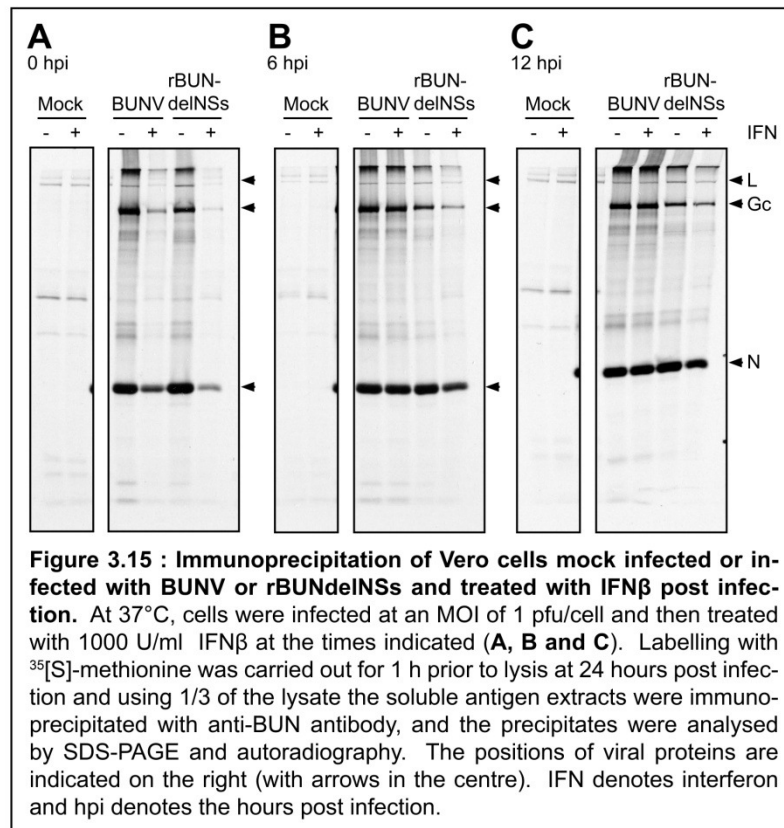 A B C
0 hpi 6 hpi 12 hpi
rBUN- rBUN- rBUN-
Mock BUNV delNSs Mock BUNV delNSs Mock BUNV delNSs
- + - + - + - + - + - + - + - + - + IFN
L
Gc
N
Figure 3.15 : Immunoprecipitation of Vero cells mock infected or in-
fected with BUNV or rBUNdelNSs and treated with IFNβ post infec-
tion. At 37°C, cells were infected at an MOI of 1 pfu/cell and then treated
with 1000 U/ml IFNβ at the times indicated (A, B and C). Labelling with
³⁵[S]-methionine was carried out for 1 h prior to lysis at 24 hours post infec-
tion and using 1/3 of the lysate the soluble antigen extracts were immuno-
precipitated with anti-BUN antibody, and the precipitates were analysed
by SDS-PAGE and autoradiography. The positions of viral proteins are
indicated on the right (with arrows in the centre). IFN denotes interferon
and hpi denotes the hours post infection.